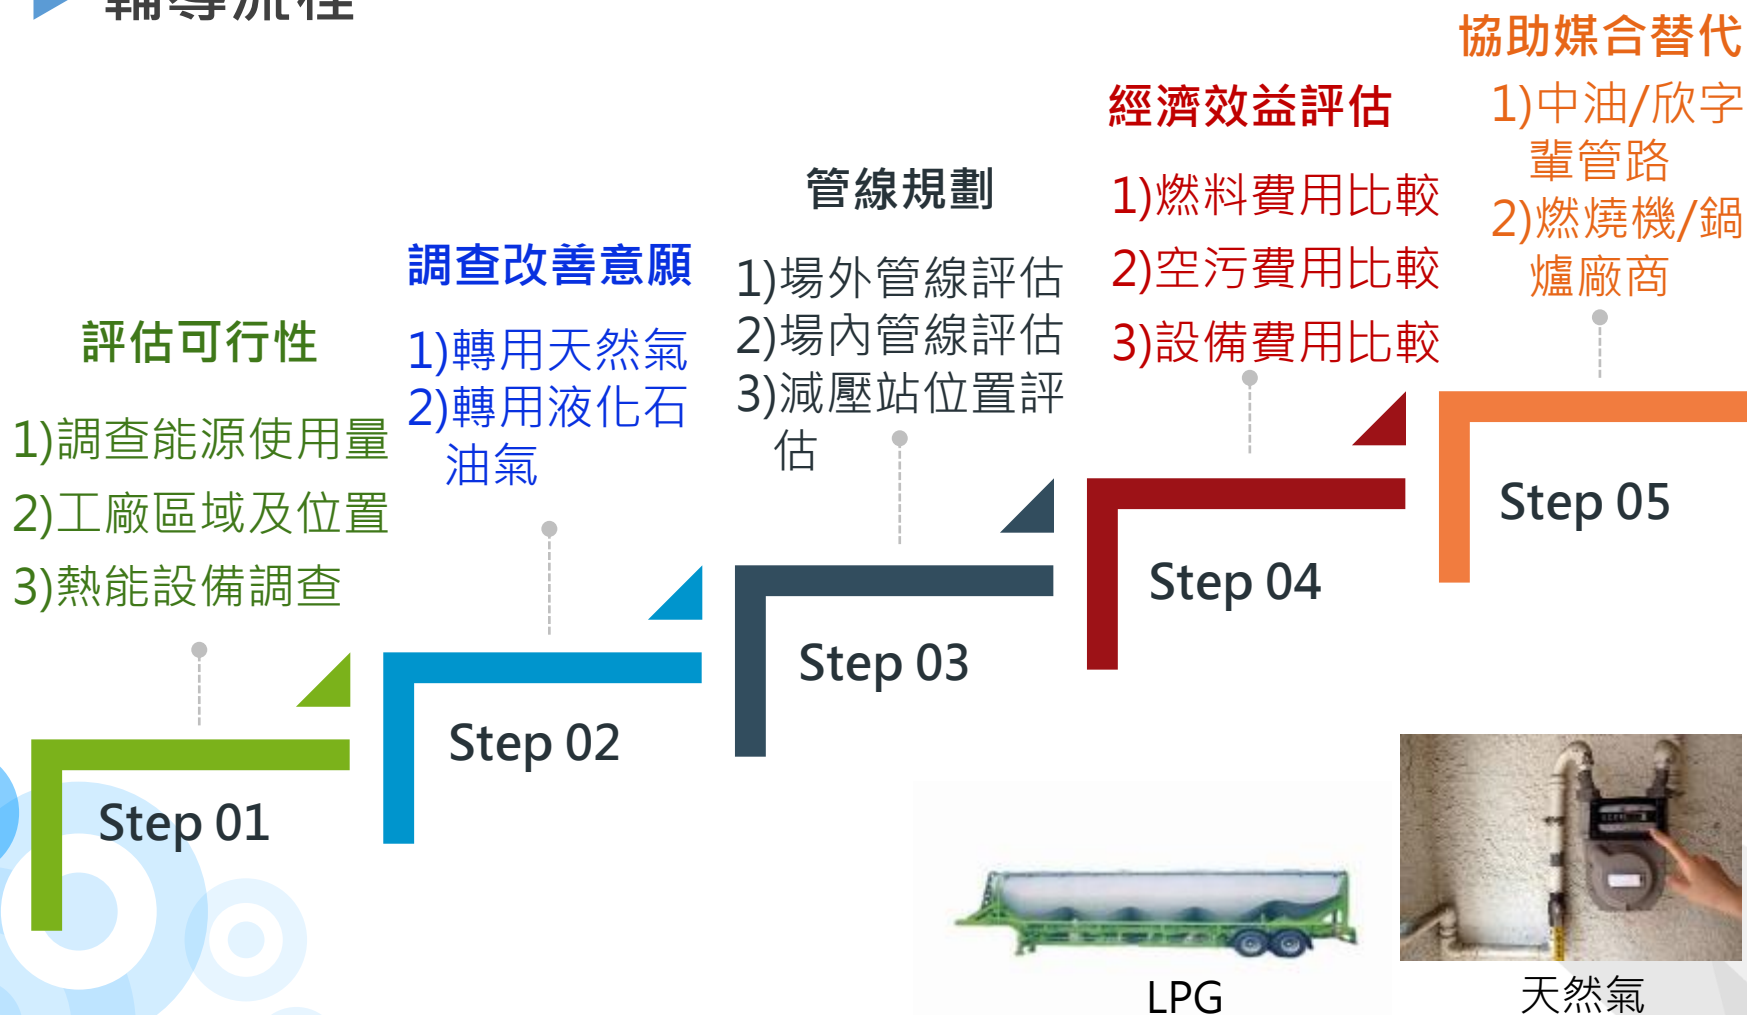 輔導流程
評估可行性
1)調查能源使用量
2)工廠區域及位置
3)熱能設備調查
Step 01
調查改善意願
1)轉用天然氣
2)轉用液化石
油氣
Step 02
管線規劃
1)場外管線評估
2)場內管線評估
3)減壓站位置評
估
Step 03
經濟效益評估
1)燃料費用比較
2)空污費用比較
3)設備費用比較
Step 04
協助媒合替代
1)中油/欣字
輩管路
2)燃燒機/鍋
爐廠商
Step 05
LPG
天然氣